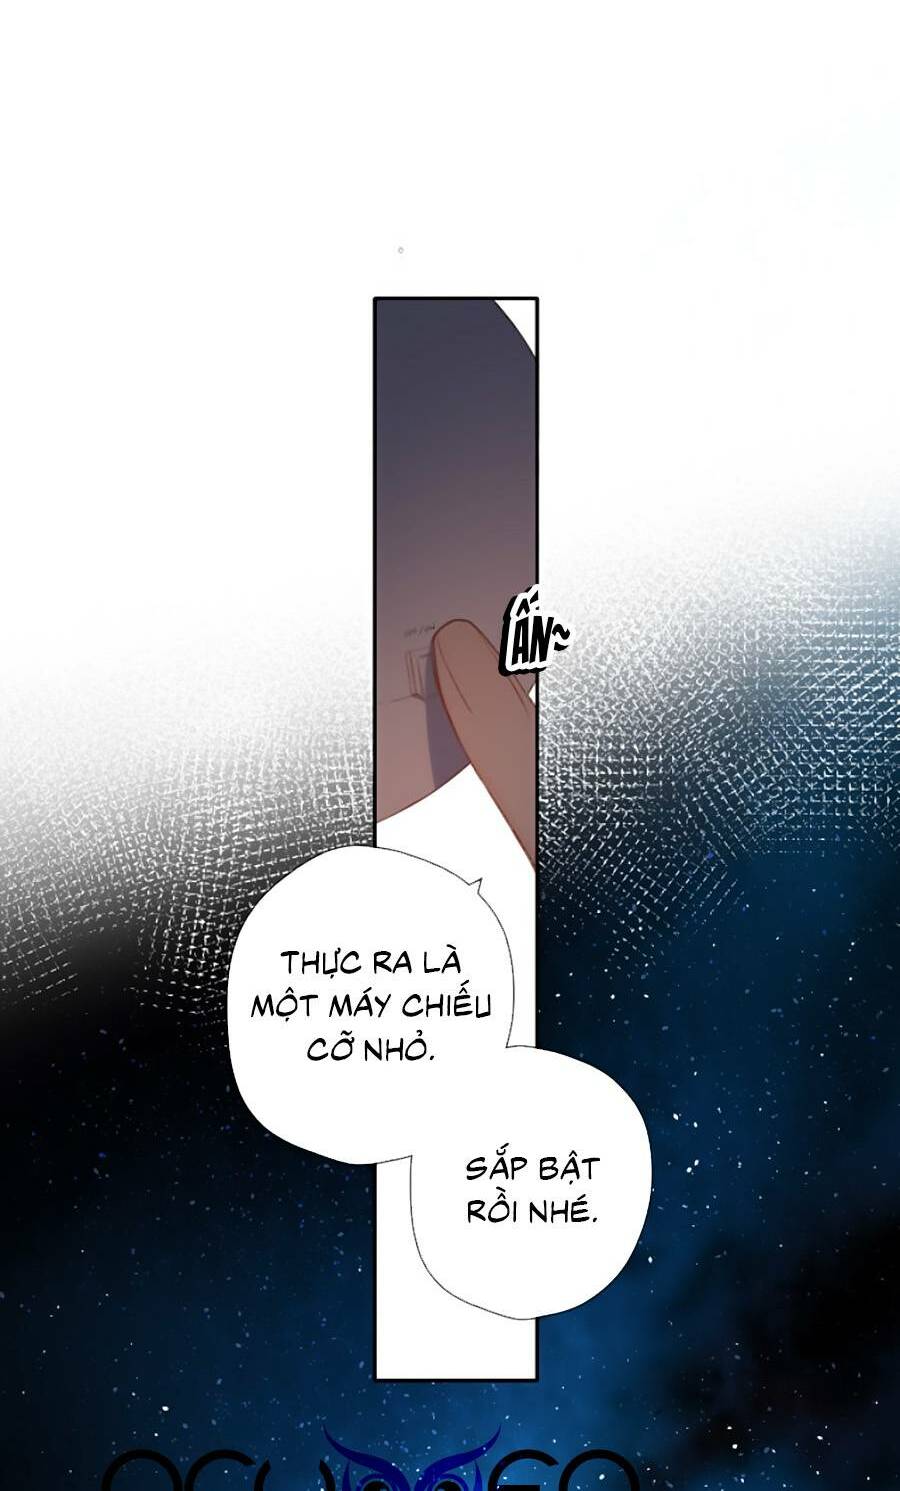 ẤN~
THỰC RA LÀ
MỘT MÁY CHIẾU
CỠ NHỎ.
SẮP BẬT
RỒI NHÉ.